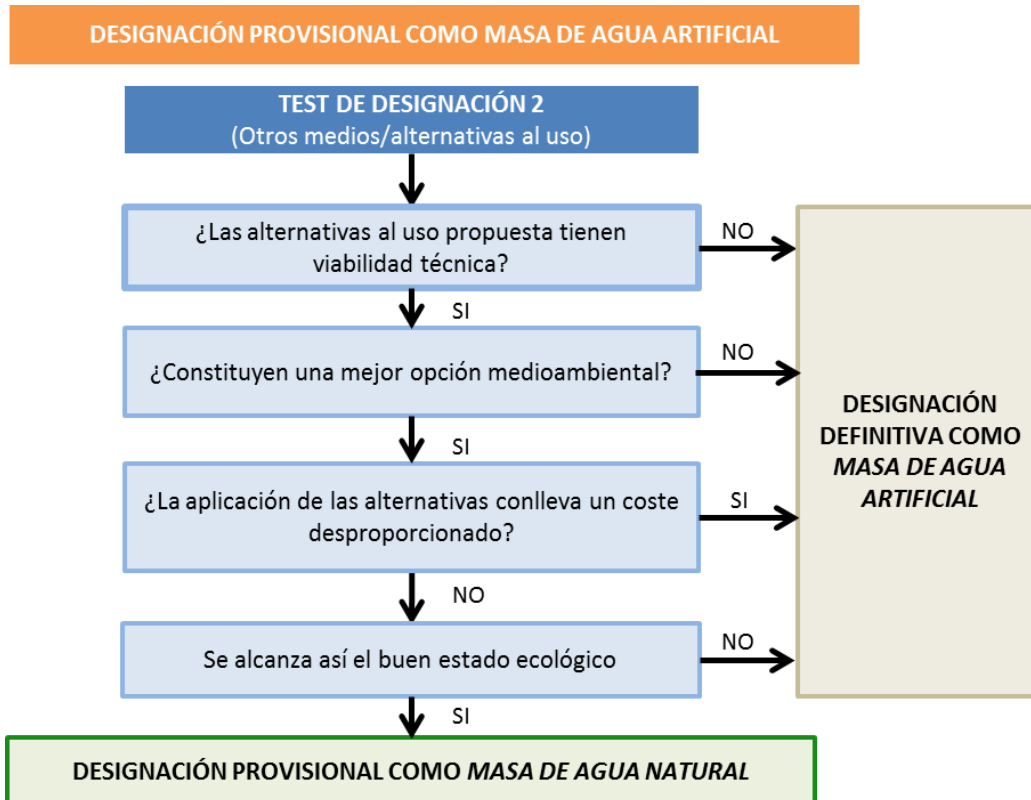 DESIGNACIÓN PROVISIONAL COMO MASA DE AGUA ARTIFICIAL
TEST DE DESIGNACIÓN 2
(Otros medios/alternativas al uso)
¿Las alternativas al uso propuesta tienen
viabilidad técnica?
NO
SI
¿Constituyen una mejor opción medioambiental?
NO
SI
¿La aplicación de las alternativas conlleva un coste
desproporcionado?
SI
NO
Se alcanza así el buen estado ecológico
NO
SI
DESIGNACIÓN
DEFINITIVA COMO
MASA DE AGUA
ARTIFICIAL
DESIGNACIÓN PROVISIONAL COMO MASA DE AGUA NATURAL